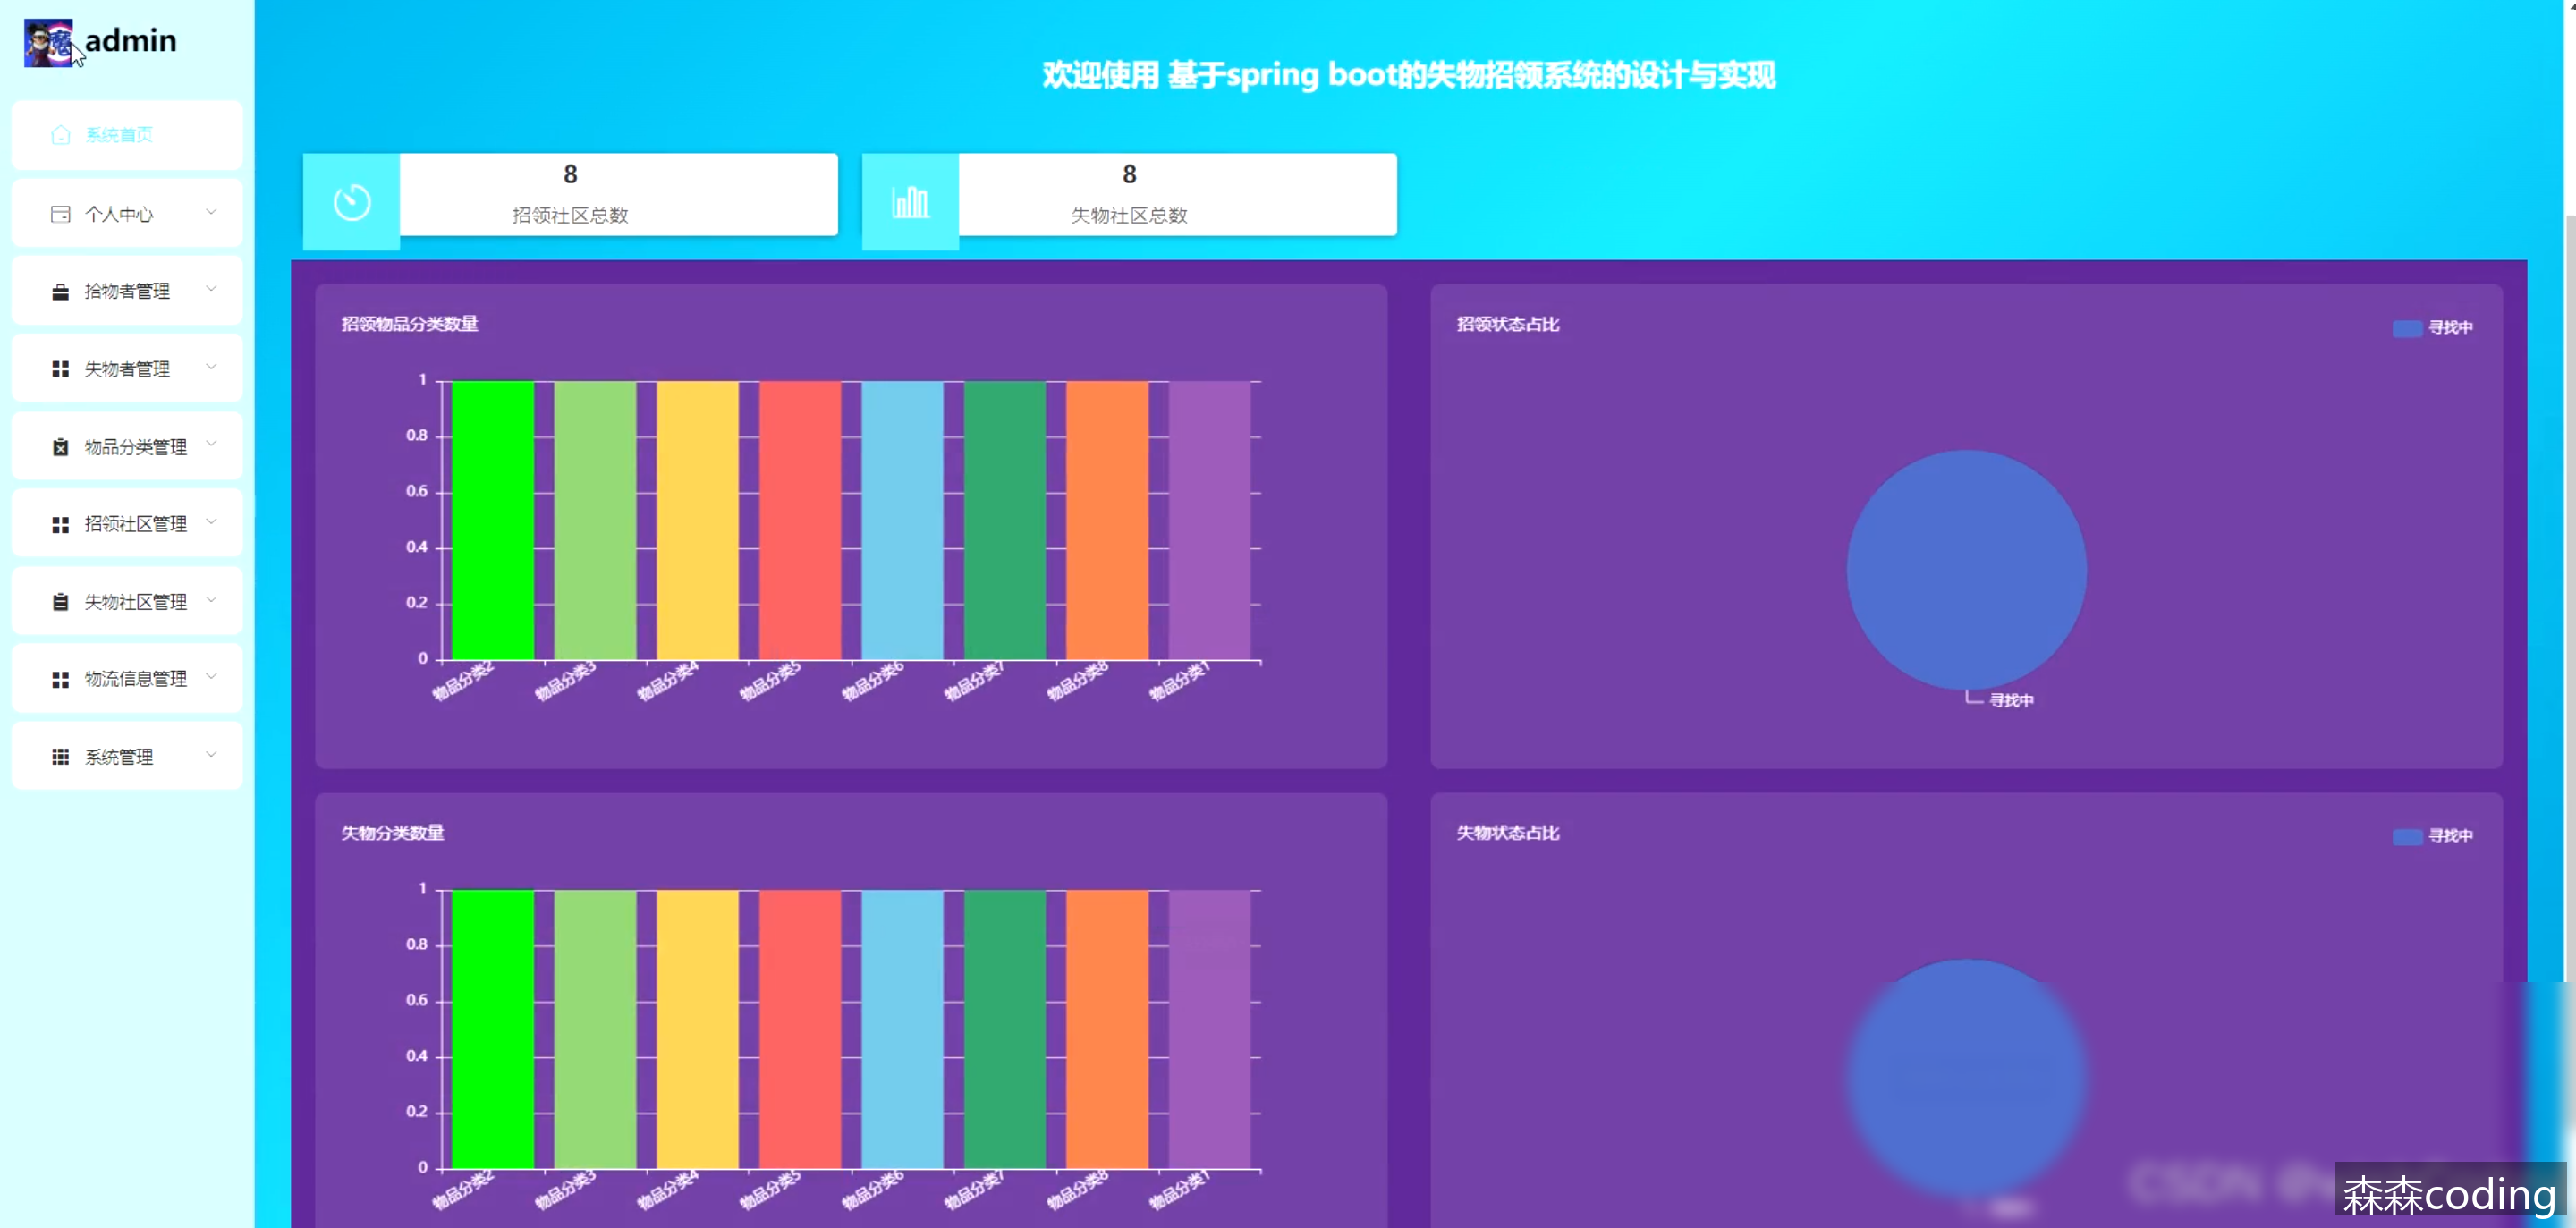 admin
系统首页
个人中心
拾物者管理
失物者管理
物品分类管理
招领社区管理
失物社区管理
物流信息管理
系统管理
欢迎使用 基于spring boot的失物招领系统的设计与实现
8
招领社区总数
8
失物社区总数
招领物品分类数量
1
0.8
0.6
0.4
0.2
0
物品分类2
物品分类3
物品分类4
物品分类5
物品分类6
物品分类7
物品分类8
物品分类1
招领状态占比
寻找中
寻找中
失物分类数量
1
0.8
0.6
0.4
0.2
0
物品分类2
物品分类3
物品分类4
物品分类5
物品分类6
物品分类7
物品分类8
物品分类1
失物状态占比
寻找中
CSDN
森森coding